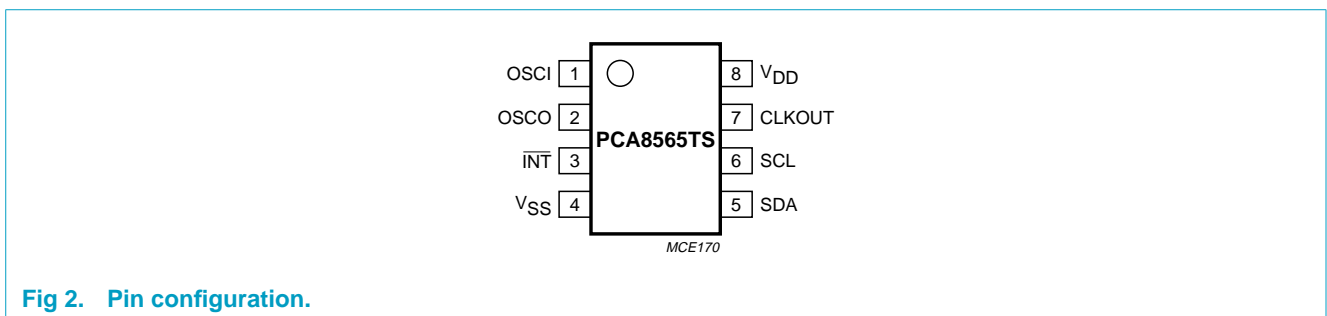 OSCI 1 8 VDD
OSCO 2 7 CLKOUT
PCA8565TS
INT 3 6 SCL
VSS 4 5 SDA
MCE170
Fig 2. Pin configuration.